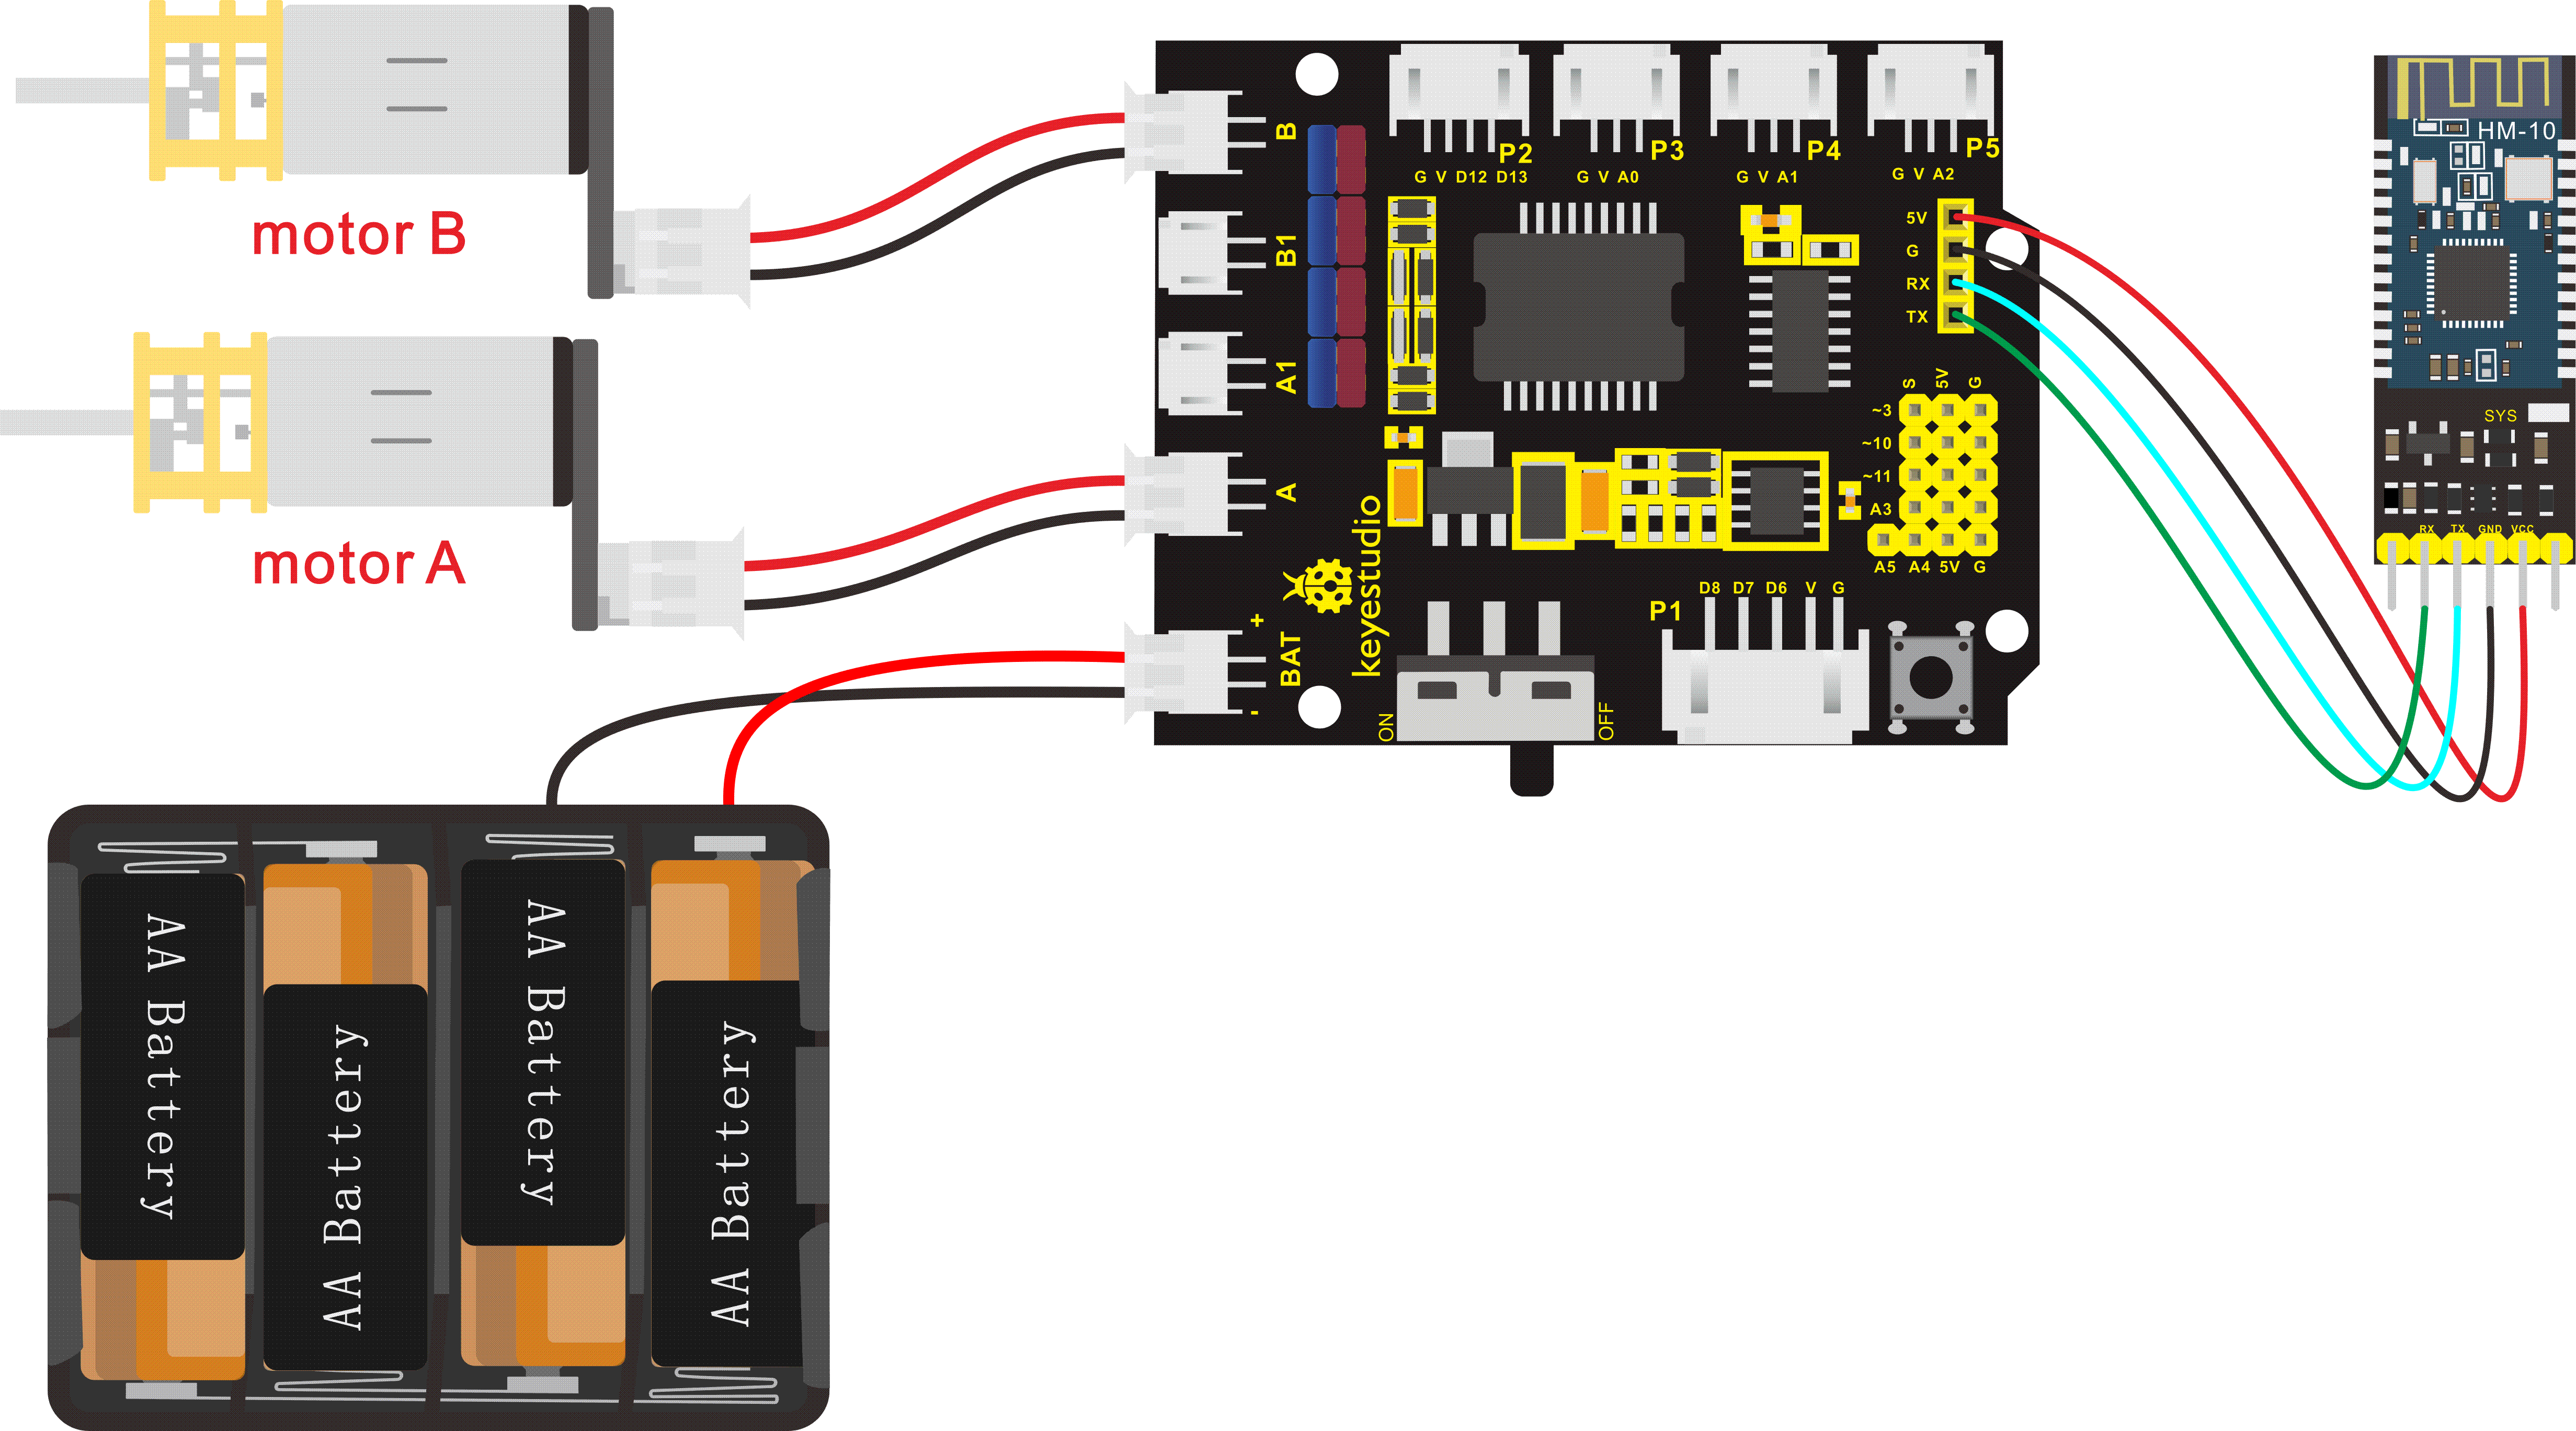 motor B
motor A
B
B1
A1
A
BAT
+
-
keyestudio
P2
G V D12 D13
P3
G V A0
P4
G V A1
P5
G V A2
5V
G
RX
TX
S 5V G
~3
~10
~11
A3
A5 A4 5V G
P1
D8 D7 D6 V G
ON
OFF
HM-10
SYS
RX TX GND VCC
AA Battery
AA Battery
AA Battery
AA Battery